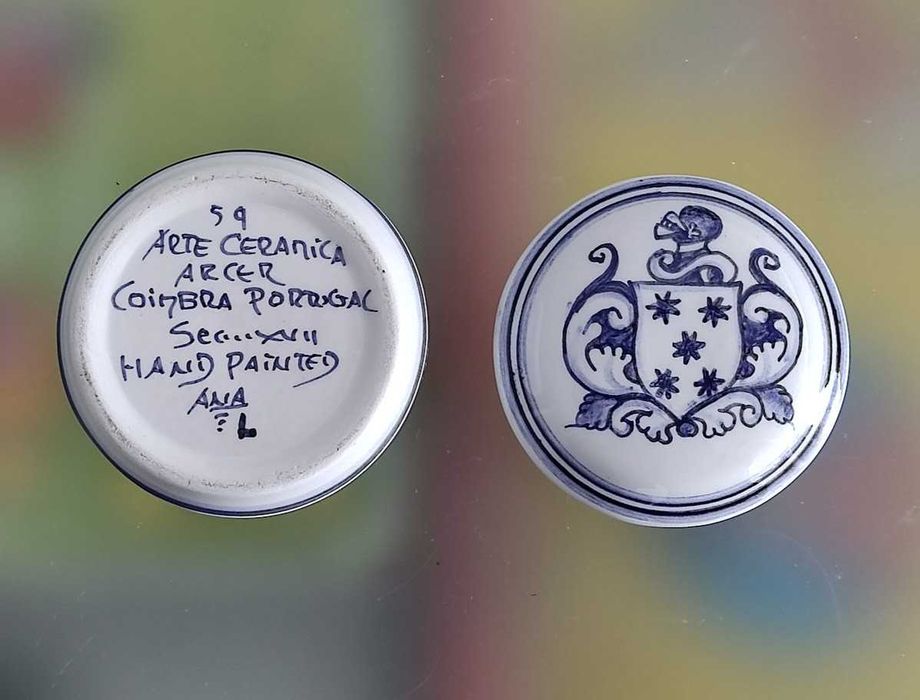 59
ARTE CERAMICA
ARCER
COIMBRA PORTUGAL
Sec...XVII
HAND PAINTED
ANA
L